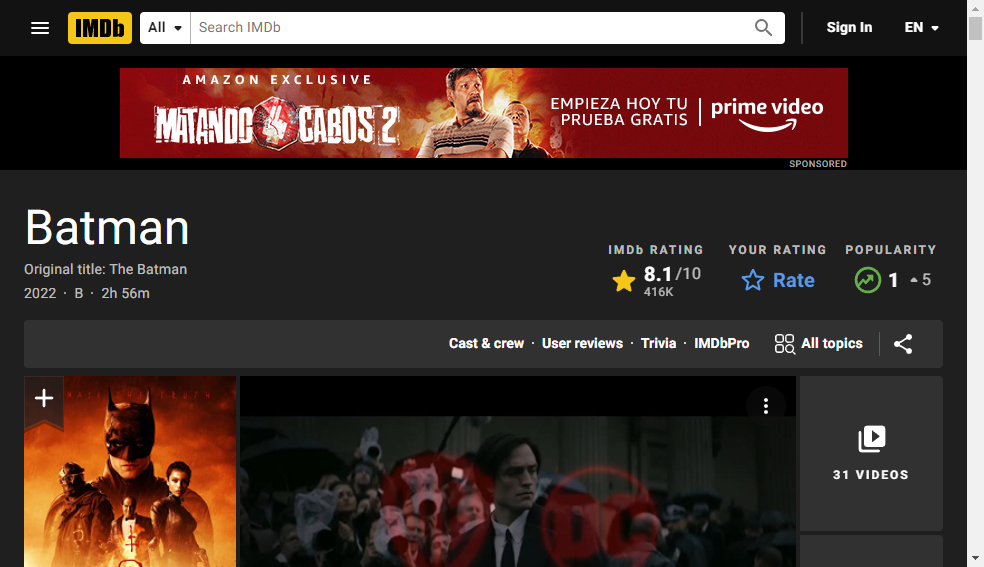 IMDb
All
Search IMDb
Sign In
EN
AMAZON EXCLUSIVE
MATANDO CABOS 2
EMPIEZA HOY TU
PRUEBA GRATIS
prime video
SPONSORED
Batman
Original title: The Batman
2022 · B · 2h 56m
IMDb RATING
YOUR RATING
POPULARITY
8.1/10
416K
Rate
1
5
Cast & crew · User reviews · Trivia · IMDbPro
All topics
TRUTH
DC
31 VIDEOS